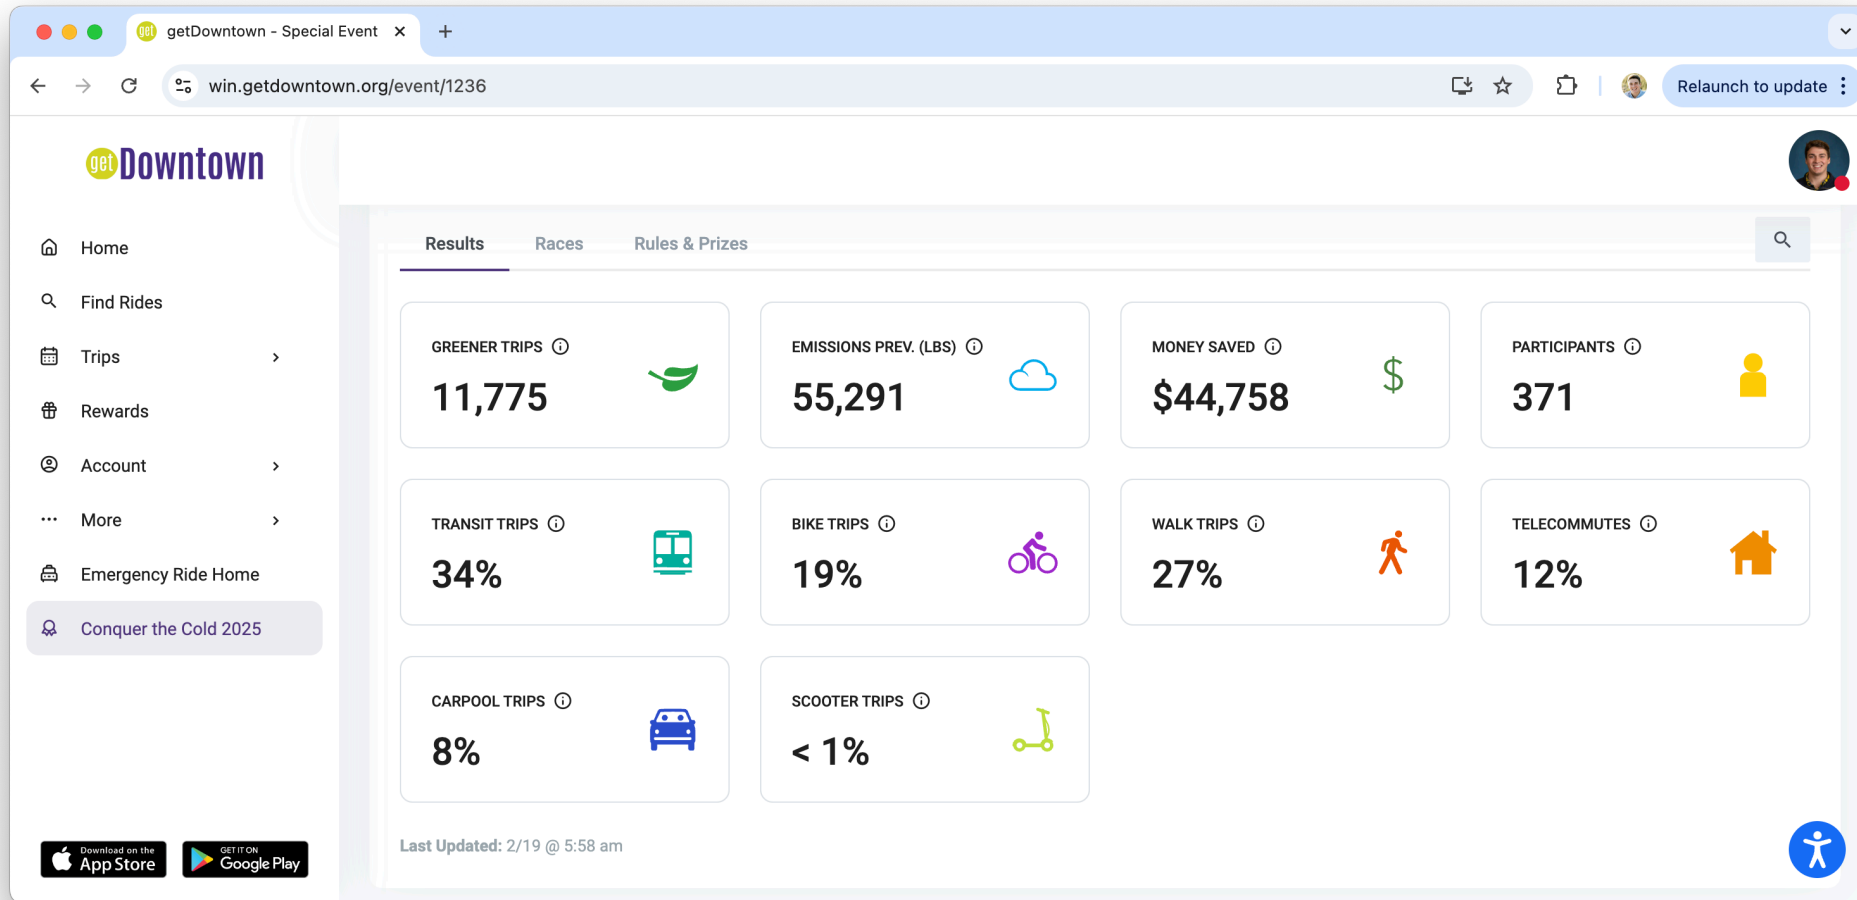 get
getDowntown - Special Event
win.getdowntown.org/event/1236
Relaunch to update
get Downtown
Home
Find Rides
Trips
Rewards
Account
More
Emergency Ride Home
Conquer the Cold 2025
Download on the
App Store
GET IT ON
Google Play
Results
Races
Rules & Prizes
GREENER TRIPS
11,775
EMISSIONS PREV. (LBS)
55,291
MONEY SAVED
$44,758
PARTICIPANTS
371
TRANSIT TRIPS
34%
BIKE TRIPS
19%
WALK TRIPS
27%
TELECOMMUTES
12%
CARPOOL TRIPS
8%
SCOOTER TRIPS
< 1%
Last Updated: 2/19 @ 5:58 am